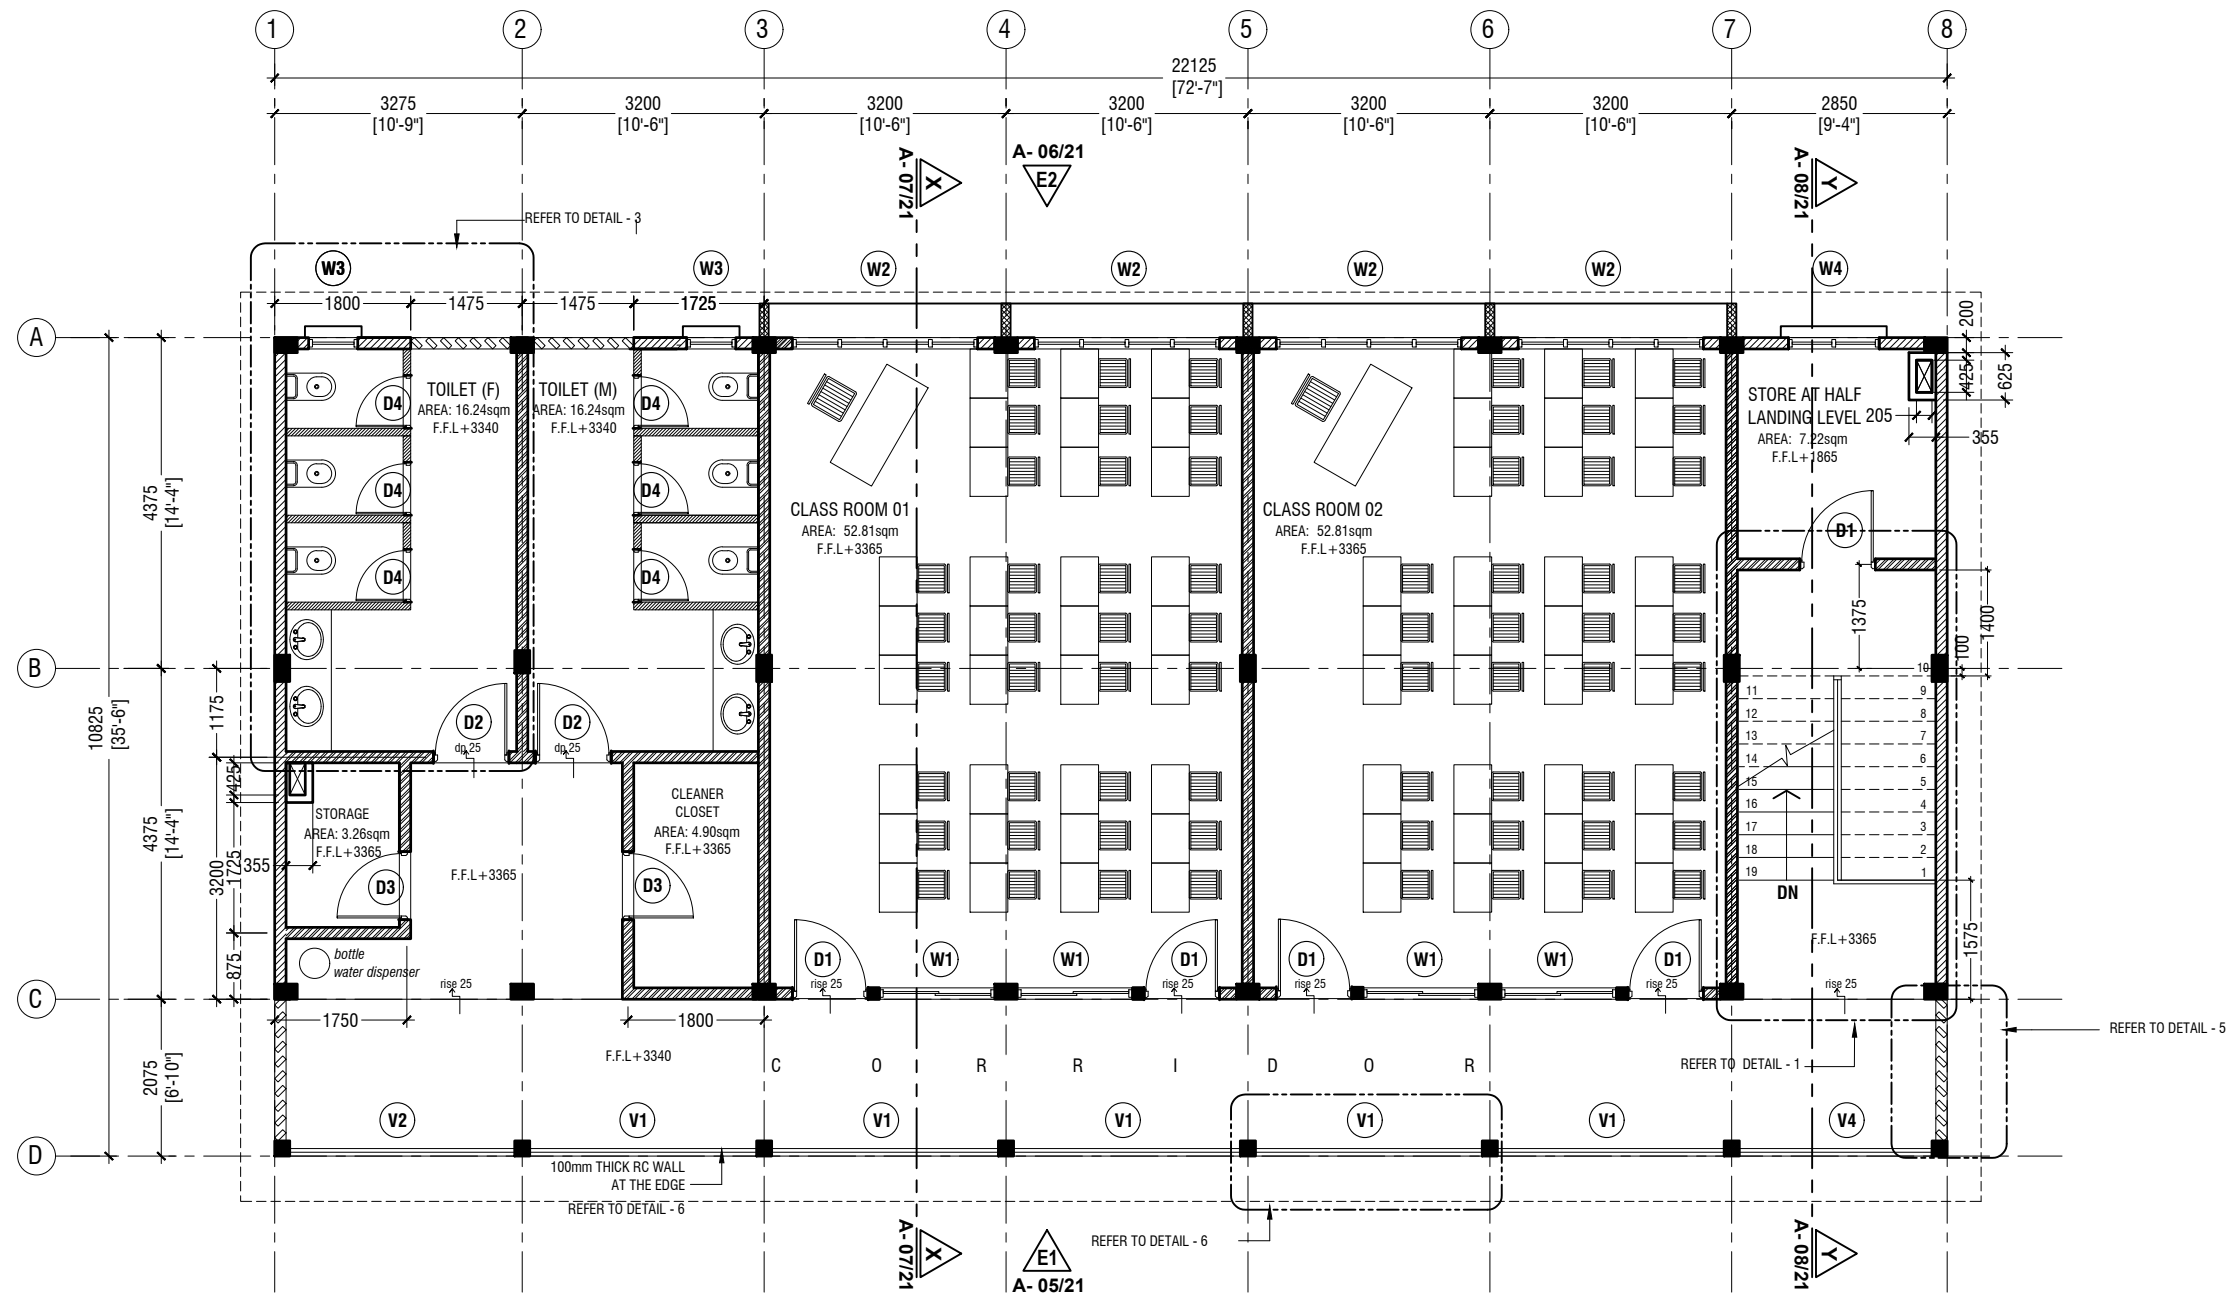 1 2 3 4 5 6 7 8
22125
[72'-7"]
3275 3200 3200 3200 3200 3200 2850
[10'-9"] [10'-6"] [10'-6"] [10'-6"] [10'-6"] [10'-6"] [9'-4"]
A- 07/21
X
A- 06/21
E2
A- 08/21
Y
REFER TO DETAIL - 3
W3 W3 W2 W2 W2 W2 W4
1800 1475 1475 1725
A
B
C
D
10825
[35'-6"]
4375
[14'-4"]
4375
[14'-4"]
2075
[6'-10"]
1175
3200
425
1725
875
355
TOILET (F)
AREA: 16.24sqm
F.F.L+3340
TOILET (M)
AREA: 16.24sqm
F.F.L+3340
D4 D4
D4 D4
D4 D4
D2 D2
dp 25 dp 25
CLASS ROOM 01
AREA: 52.81sqm
F.F.L+3365
CLASS ROOM 02
AREA: 52.81sqm
F.F.L+3365
STORE AT HALF
LANDING LEVEL
AREA: 7.22sqm
F.F.L+1865
205
355
200
425
625
D1
1375
1400
100
10
11 9
12 8
13 7
14 6
15 5
16 4
17 3
18 2
19 1
DN
F.F.L+3365
1575
STORAGE
AREA: 3.26sqm
F.F.L+3365
D3
CLEANER
CLOSET
AREA: 4.90sqm
F.F.L+3365
D3
F.F.L+3365
bottle
water dispenser
D1 W1 W1 D1 D1 W1 W1 D1
rise 25 rise 25 rise 25 rise 25 rise 25 rise 25
1750 1800
F.F.L+3340
C O R R I D O R
REFER TO DETAIL - 1
REFER TO DETAIL - 5
V2 V1 V1 V1 V1 V1 V4
100mm THICK RC WALL
AT THE EDGE
REFER TO DETAIL - 6
REFER TO DETAIL - 6
A- 07/21
X
E1
A- 05/21
A- 08/21
Y